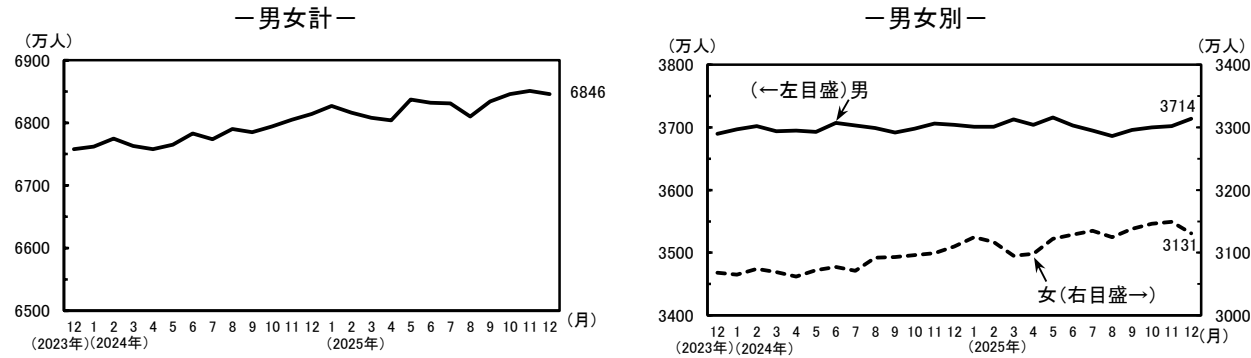 －男女計－
(万人)
6900
6800
6700
6600
6500
6846
12 1 2 3 4 5 6 7 8 9 10 11 12 1 2 3 4 5 6 7 8 9 10 11 12 (月)
(2023年)(2024年) (2025年)
－男女別－
(万人) (万人)
3800 3400
3700 3300
3600 3200
3500 3100
3400 3000
(←左目盛)男
3714
3131
女(右目盛→)
12 1 2 3 4 5 6 7 8 9 10 11 12 1 2 3 4 5 6 7 8 9 10 11 12 (月)
(2023年)(2024年) (2025年)